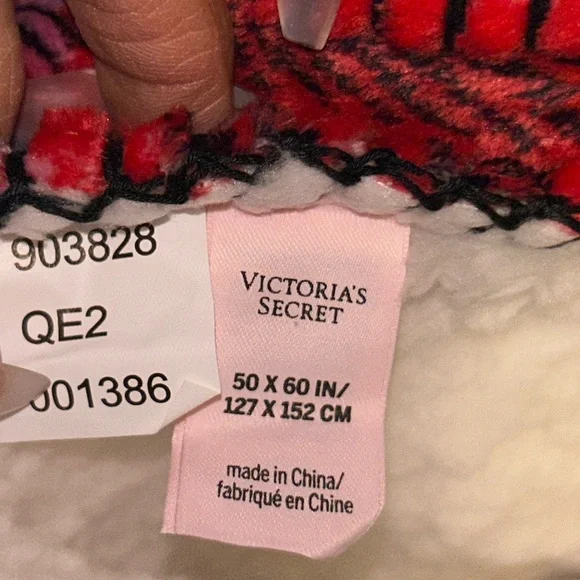 903828
QE2
001386
VICTORIA'S
SECRET
50 X 60 IN/
127 X 152 CM
made in China/
fabriqué en Chine